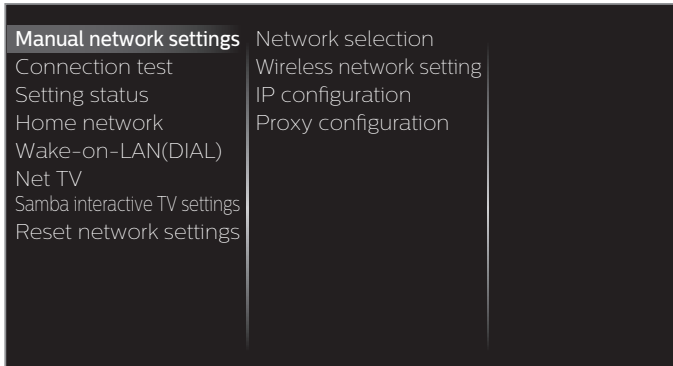 Manual network settings
Connection test
Setting status
Home network
Wake-on-LAN(DIAL)
Net TV
Samba interactive TV settings
Reset network settings
Network selection
Wireless network setting
IP configuration
Proxy configuration